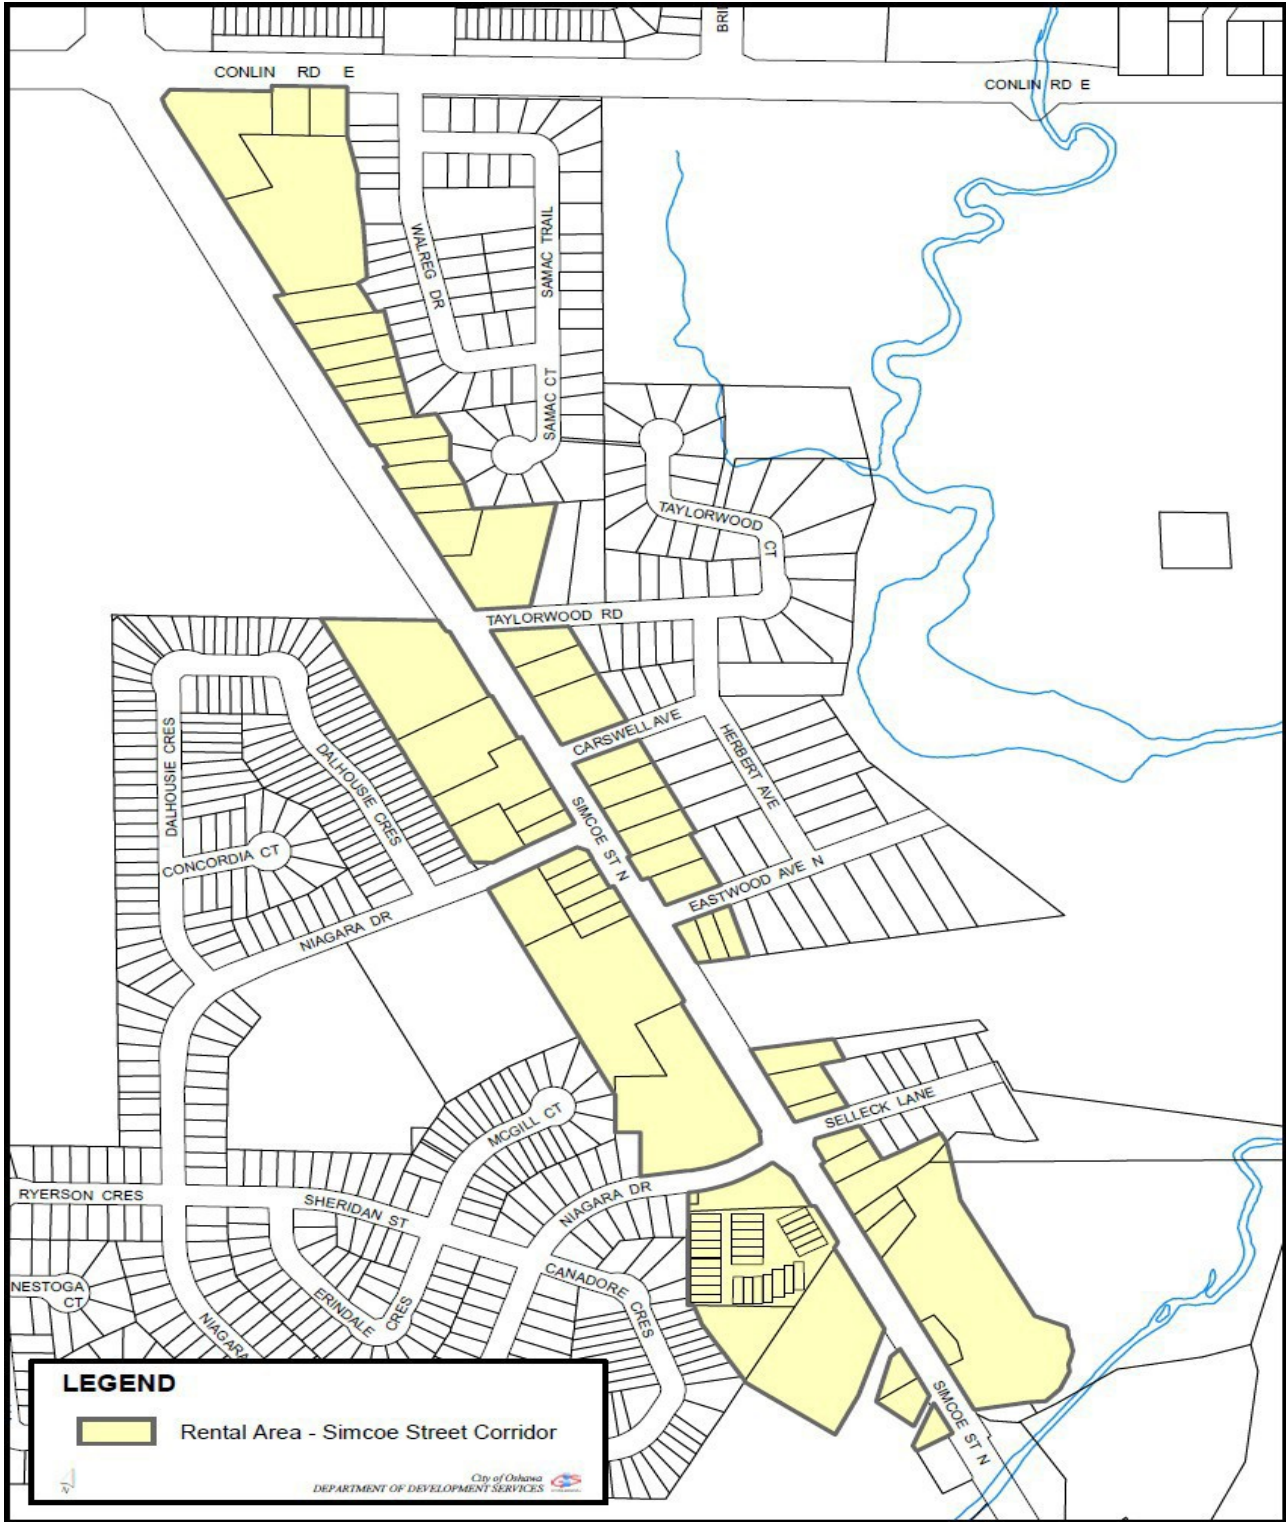 BRI
CONLIN RD E
CONLIN RD E
WALREG DR
SAMAC TRAIL
SAMAC CT
TAYLORWOOD
CT
TAYLORWOOD RD
CARSWELL AVE
HERBERT AVE
DALHOUSIE CRES
DALHOUSIE CRES
SIMCOE ST N
CONCORDIA CT
EASTWOOD AVE N
NIAGARA DR
SELLECK LANE
MCGILL CT
RYERSON CRES
SHERIDAN ST
NIAGARA DR
NESTOGA
CT
ERINDALE
CRES
CANADORE
CRES
NIAGARA
SIMCOE ST N
LEGEND
Rental Area - Simcoe Street Corridor
N
City of Oshawa
DEPARTMENT OF DEVELOPMENT SERVICES